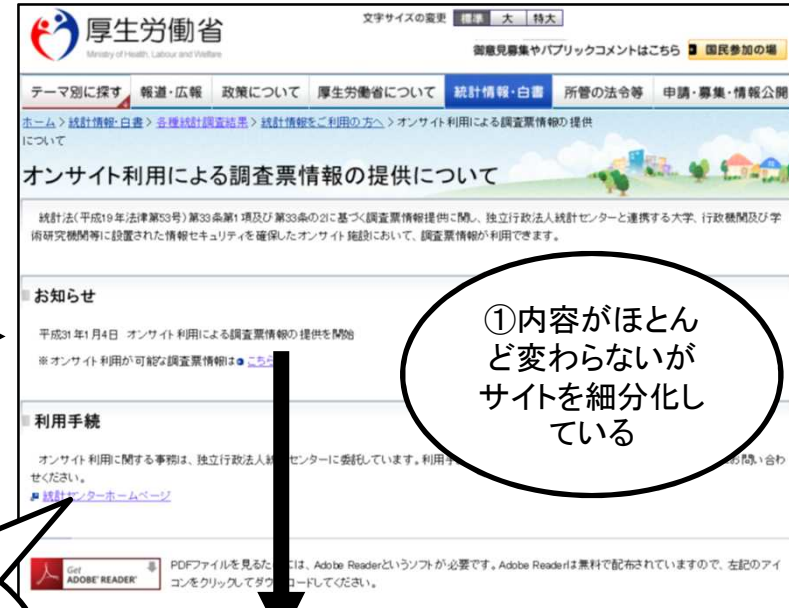 厚生労働省
Ministry of Health, Labour and Welfare
文字サイズの変更 標準 大 特大
御意見募集やパブリックコメントはこちら 国民参加の場
テーマ別に探す 報道・広報 政策について 厚生労働省について 統計情報・白書 所管の法令等 申請・募集・情報公開
ホーム > 統計情報・白書 > 各種統計調査結果 > 統計情報をご利用の方へ > オンサイト利用による調査票情報の提供
について
オンサイト利用による調査票情報の提供について
統計法(平成19年法律第53号)第33条第1項及び第33条の2に基づく調査票情報提供に関し、独立行政法人統計センターと連携する大学、行政機関及び学
術研究機関等に設置された情報セキュリティを確保したオンサイト施設において、調査票情報が利用できます。
お知らせ
平成31年1月4日 オンサイト利用による調査票情報の提供を開始
※オンサイト利用が可能な調査票情報は こちら
①内容がほとん
ど変わらないが
サイトを細分化し
ている
利用手続
オンサイト利用に関する事務は、独立行政法人統 センターに委託しています。利用 お問い合わ
せください。
統計センターホームページ
Get ADOBE READER
PDFファイルを見るためには、Adobe Readerというソフトが必要です。Adobe Readerは無料で配布されていますので、左記のアイ
コンをクリックしてダウンロードしてください。